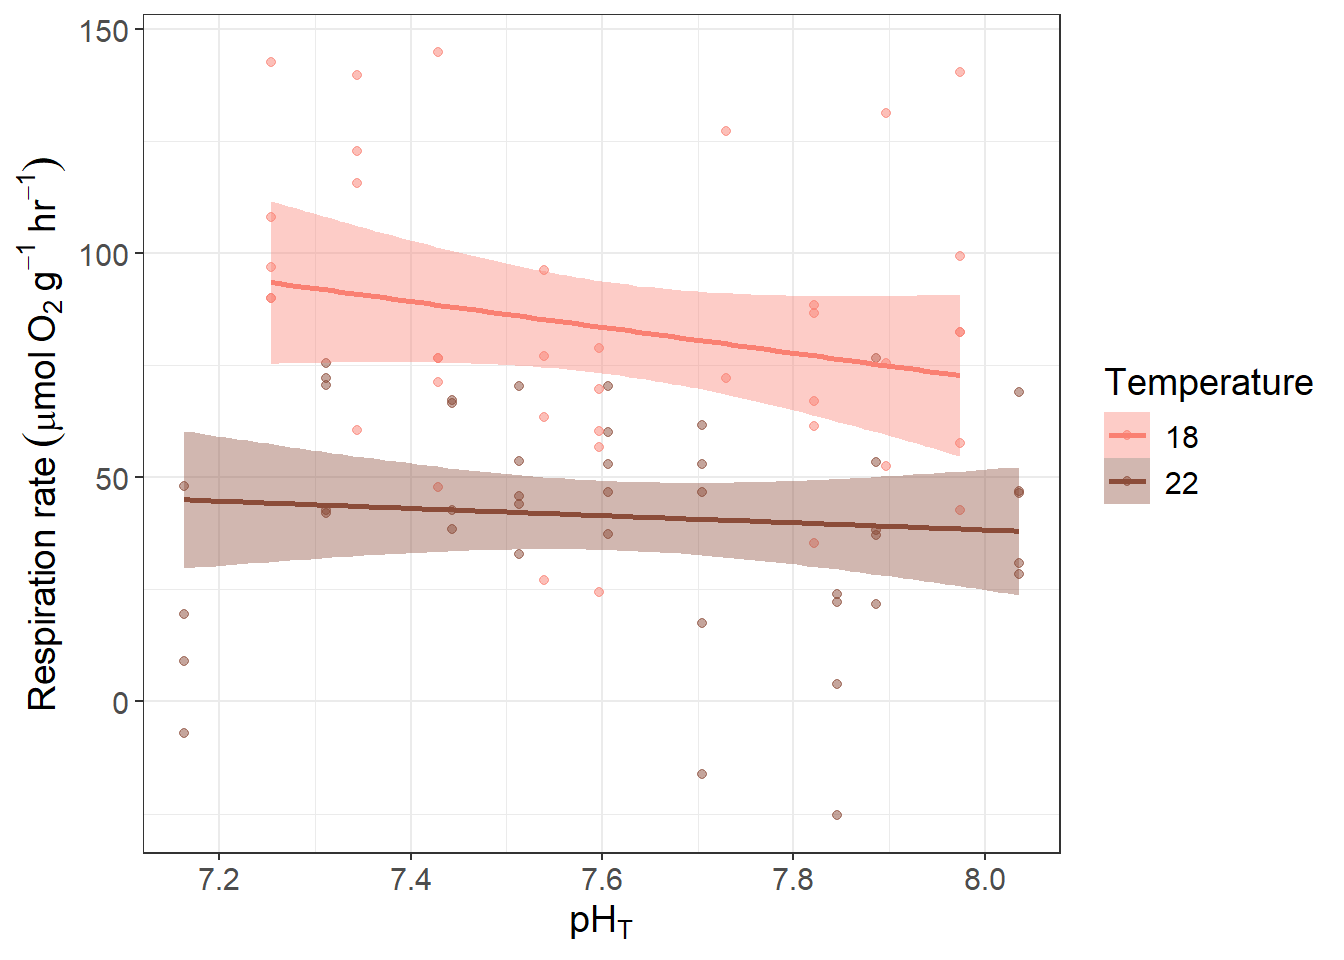 150
100
50
0
Respiration rate (μmol O₂ g⁻¹ hr⁻¹)
7.2 7.4 7.6 7.8 8.0
pH_T
Temperature
18
22